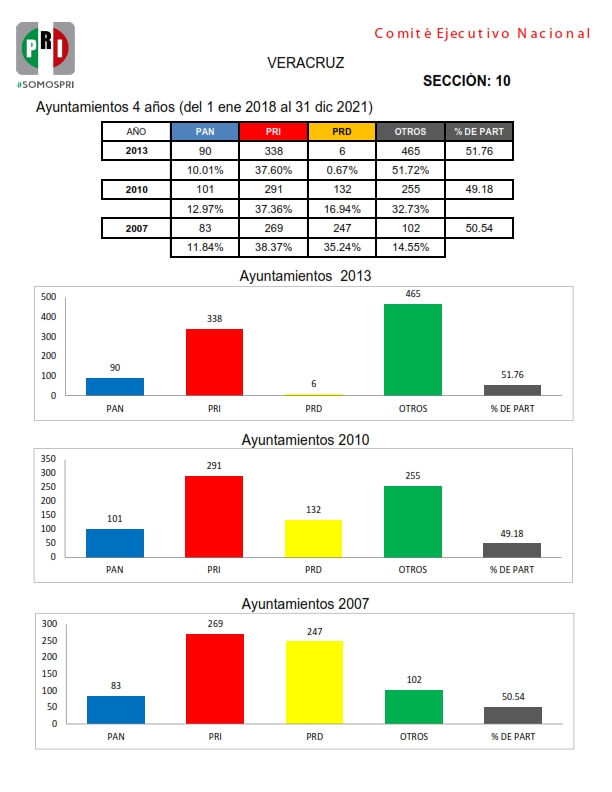 Comité Ejecutivo Nacional
PRI
#SOMOSPRI
VERACRUZ
SECCIÓN: 10
Ayuntamientos 4 años (del 1 ene 2018 al 31 dic 2021)
AÑO PAN PRI PRD OTROS % DE PART
2013 90 338 6 465 51.76
10.01% 37.60% 0.67% 51.72%
2010 101 291 132 255 49.18
12.97% 37.36% 16.94% 32.73%
2007 83 269 247 102 50.54
11.84% 38.37% 35.24% 14.55%
Ayuntamientos 2013
500
400
300
200
100
0
90 338 6 465 51.76
PAN PRI PRD OTROS % DE PART
Ayuntamientos 2010
350
300
250
200
150
100
50
0
101 291 132 255 49.18
PAN PRI PRD OTROS % DE PART
Ayuntamientos 2007
300
250
200
150
100
50
0
83 269 247 102 50.54
PAN PRI PRD OTROS % DE PART